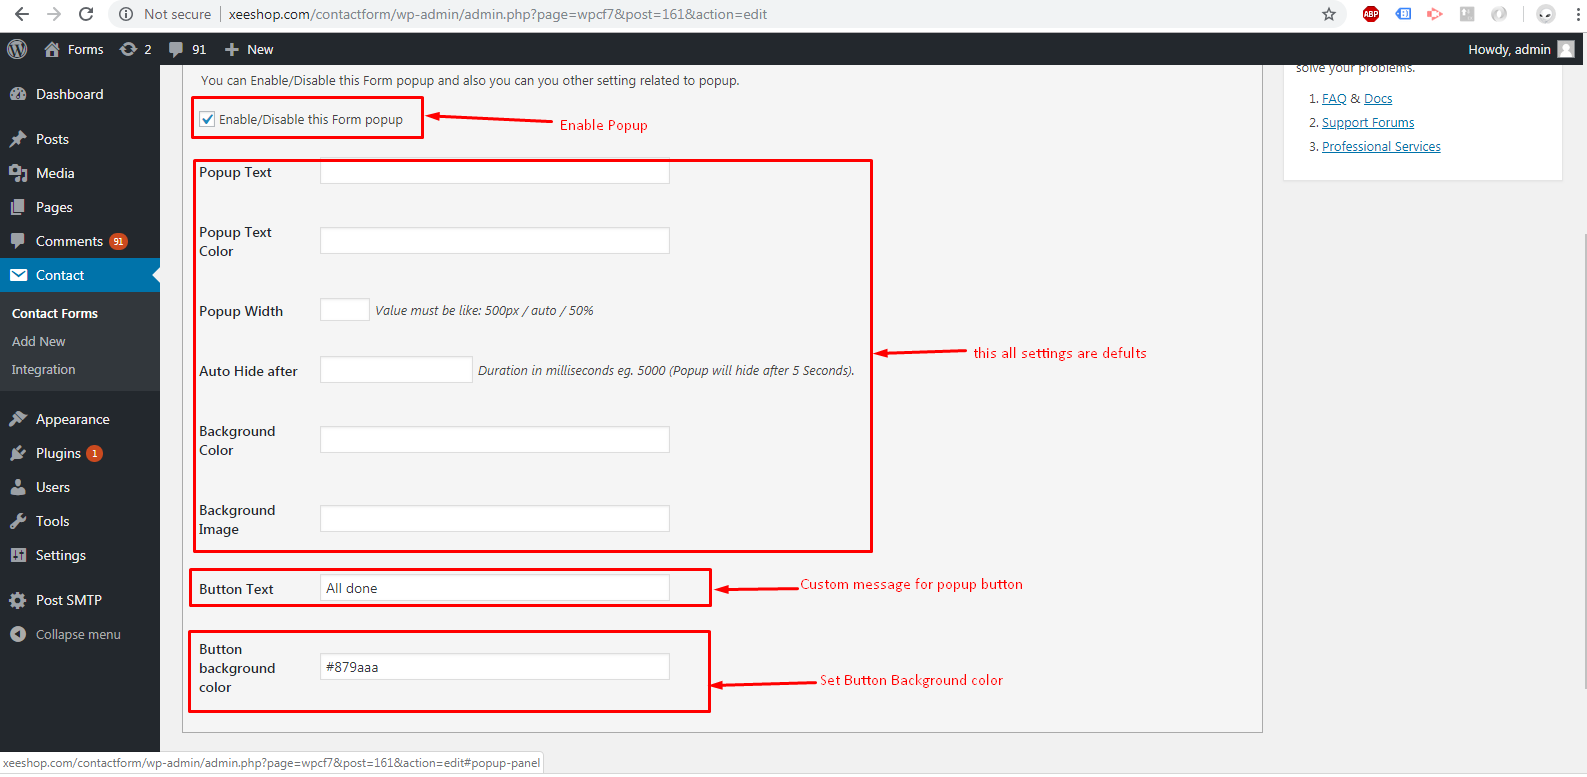 Not secure | xeeshop.com/contactform/wp-admin/admin.php?page=wpcf7&post=161&action=edit
ABP
Forms 2 91 New Howdy, admin
Dashboard
Posts
Media
Pages
Comments 91
Contact
Contact Forms
Add New
Integration
Appearance
Plugins 1
Users
Tools
Settings
Post SMTP
Collapse menu
You can Enable/Disable this Form popup and also you can you other setting related to popup.
Enable/Disable this Form popup
Enable Popup
Popup Text
Popup Text
Color
Popup Width Value must be like: 500px / auto / 50%
this all settings are defults
Auto Hide after Duration in milliseconds eg. 5000 (Popup will hide after 5 Seconds).
Background
Color
Background
Image
Button Text All done
Custom message for popup button
Button
background
color
#879aaa
Set Button Background color
solve your problems.
1. FAQ & Docs
2. Support Forums
3. Professional Services
xeeshop.com/contactform/wp-admin/admin.php?page=wpcf7&post=161&action=edit#popup-panel